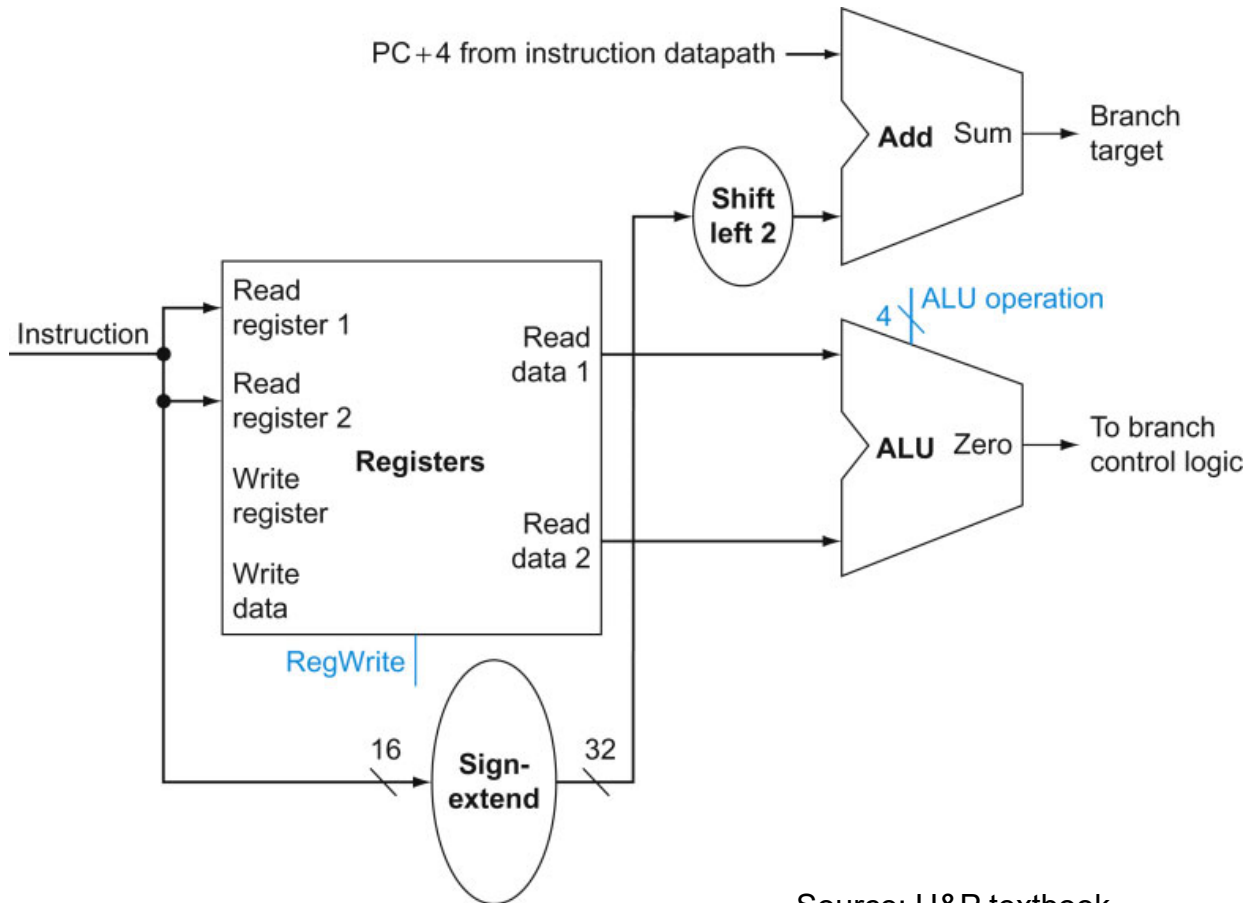 PC+4 from instruction datapath
Add Sum
Branch
target
Shift
left 2
ALU operation
4
Instruction
Read
register 1
Read
register 2
Write
register
Write
data
Registers
Read
data 1
Read
data 2
RegWrite
ALU Zero
To branch
control logic
16
Sign-
extend
32
Source: H&P textbook